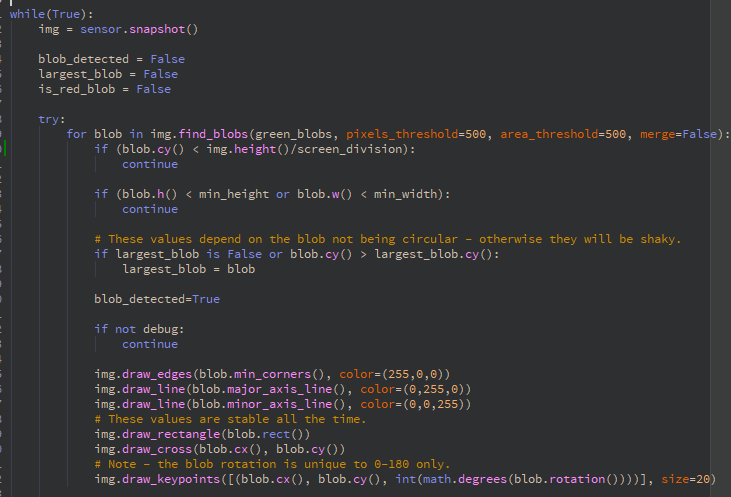 while(True):
    img = sensor.snapshot()

    blob_detected = False
    largest_blob = False
    is_red_blob = False

    try:
        for blob in img.find_blobs(green_blobs, pixels_threshold=500, area_threshold=500, merge=False):
            if (blob.cy() < img.height()/screen_division):
                continue

            if (blob.h() < min_height or blob.w() < min_width):
                continue

            # These values depend on the blob not being circular - otherwise they will be shaky.
            if largest_blob is False or blob.cy() > largest_blob.cy():
                largest_blob = blob

            blob_detected=True

            if not debug:
                continue

            img.draw_edges(blob.min_corners(), color=(255,0,0))
            img.draw_line(blob.major_axis_line(), color=(0,255,0))
            img.draw_line(blob.minor_axis_line(), color=(0,0,255))
            # These values are stable all the time.
            img.draw_rectangle(blob.rect())
            img.draw_cross(blob.cx(), blob.cy())
            # Note - the blob rotation is unique to 0-180 only.
            img.draw_keypoints([(blob.cx(), blob.cy(), int(math.degrees(blob.rotation())))], size=20)